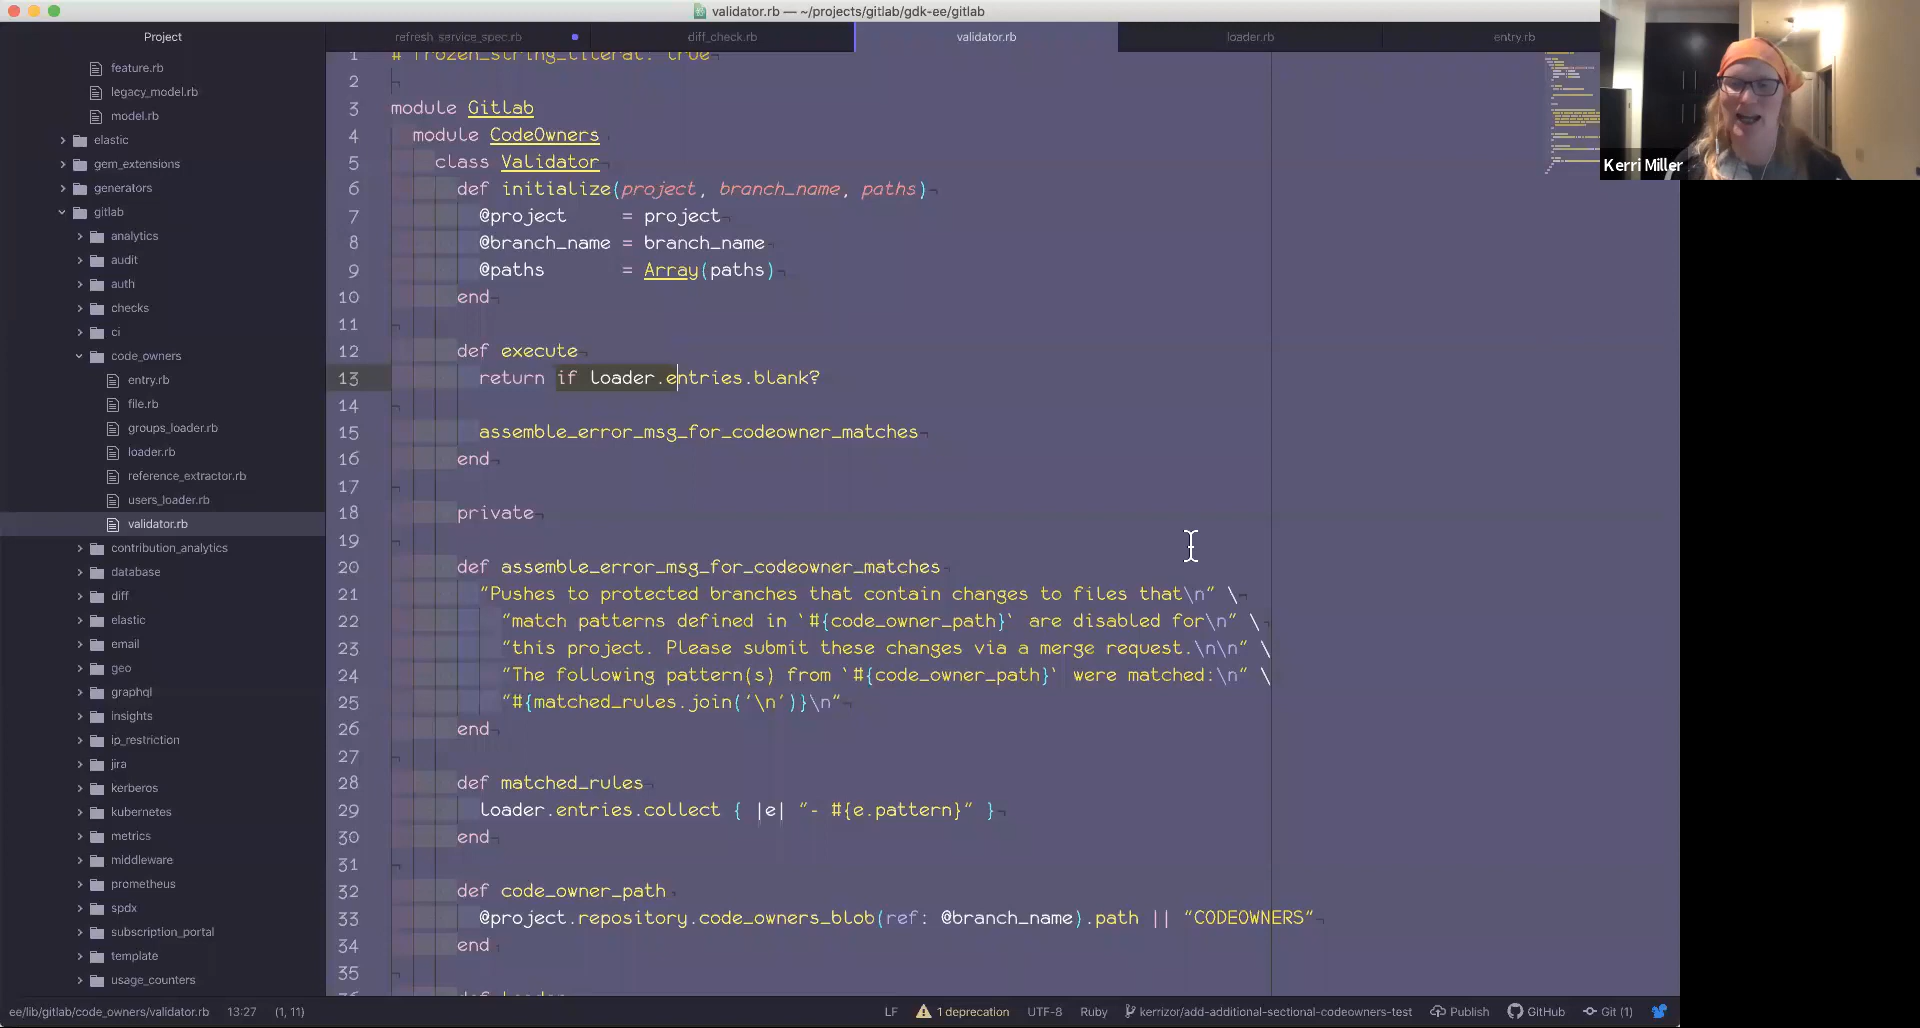 validator.rb — ~/projects/gitlab/gdk-ee/gitlab
Project
refresh_service_spec.rb
diff_check.rb
validator.rb
loader.rb
entry.rb
feature.rb
legacy_model.rb
model.rb
elastic
gem_extensions
generators
gitlab
analytics
audit
auth
checks
ci
code_owners
entry.rb
file.rb
groups_loader.rb
loader.rb
reference_extractor.rb
users_loader.rb
validator.rb
contribution_analytics
database
diff
elastic
email
geo
graphql
insights
ip_restriction
jira
kerberos
kubernetes
metrics
middleware
prometheus
spdx
subscription_portal
template
usage_counters
1 # frozen_string_literal: true
2
3 module Gitlab
4 module CodeOwners
5 class Validator
6 def initialize(project, branch_name, paths)
7 @project = project
8 @branch_name = branch_name
9 @paths = Array(paths)
10 end
11
12 def execute
13 return if loader.entries.blank?
14
15 assemble_error_msg_for_codeowner_matches
16 end
17
18 private
19
20 def assemble_error_msg_for_codeowner_matches
21 "Pushes to protected branches that contain changes to files that\n" \
22 "match patterns defined in `#{code_owner_path}` are disabled for\n" \
23 "this project. Please submit these changes via a merge request.\n\n" \
24 "The following pattern(s) from `#{code_owner_path}` were matched:\n" \
25 "#{matched_rules.join('\n')}\n"
26 end
27
28 def matched_rules
29 loader.entries.collect { |e| "- #{e.pattern}" }
30 end
31
32 def code_owner_path
33 @project.repository.code_owners_blob(ref: @branch_name).path || "CODEOWNERS"
34 end
35
36 def loader
Kerri Miller
ee/lib/gitlab/code_owners/validator.rb 13:27 (1, 11)
LF 1 deprecation UTF-8 Ruby kerrizor/add-additional-sectional-codeowners-test Publish GitHub Git (1)